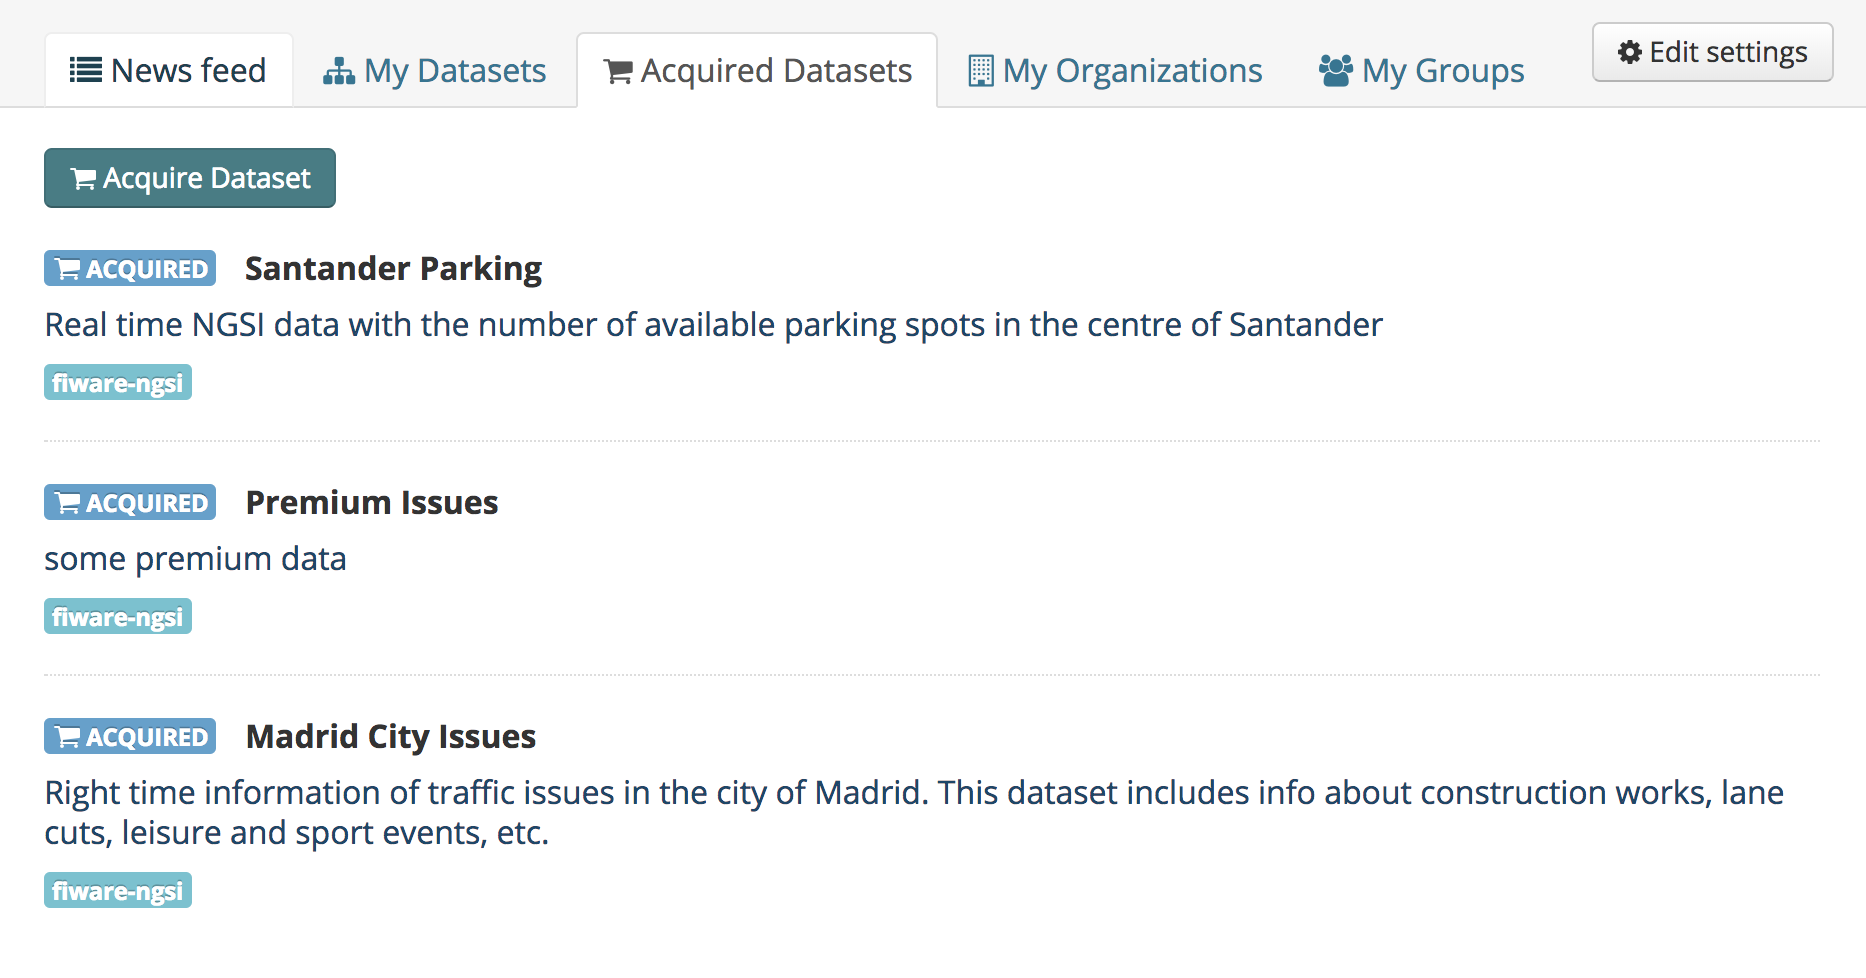 News feed
My Datasets
Acquired Datasets
My Organizations
My Groups
Edit settings
Acquire Dataset
ACQUIRED Santander Parking
Real time NGSI data with the number of available parking spots in the centre of Santander
fiware-ngsi
ACQUIRED Premium Issues
some premium data
fiware-ngsi
ACQUIRED Madrid City Issues
Right time information of traffic issues in the city of Madrid. This dataset includes info about construction works, lane
cuts, leisure and sport events, etc.
fiware-ngsi